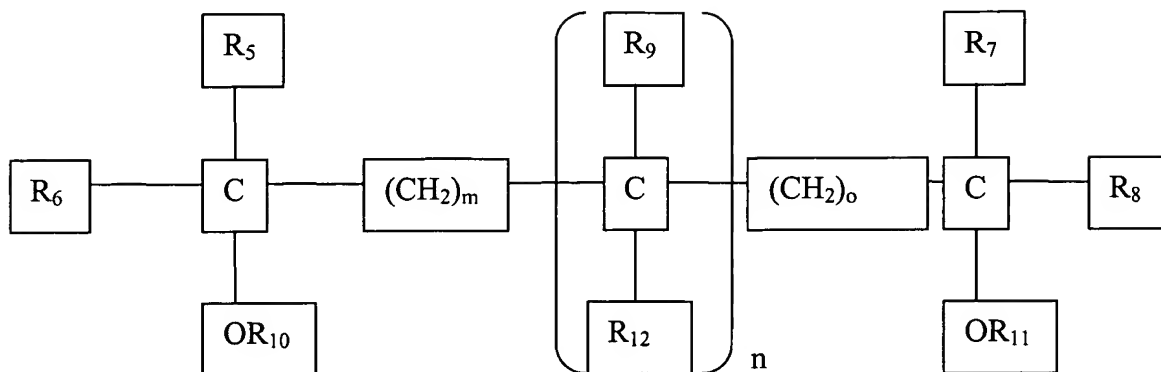 R₅ R₉ R₇
R₆ C (CH₂)ₘ C (CH₂)ₒ C R₈
OR₁₀ R₁₂ OR₁₁
n